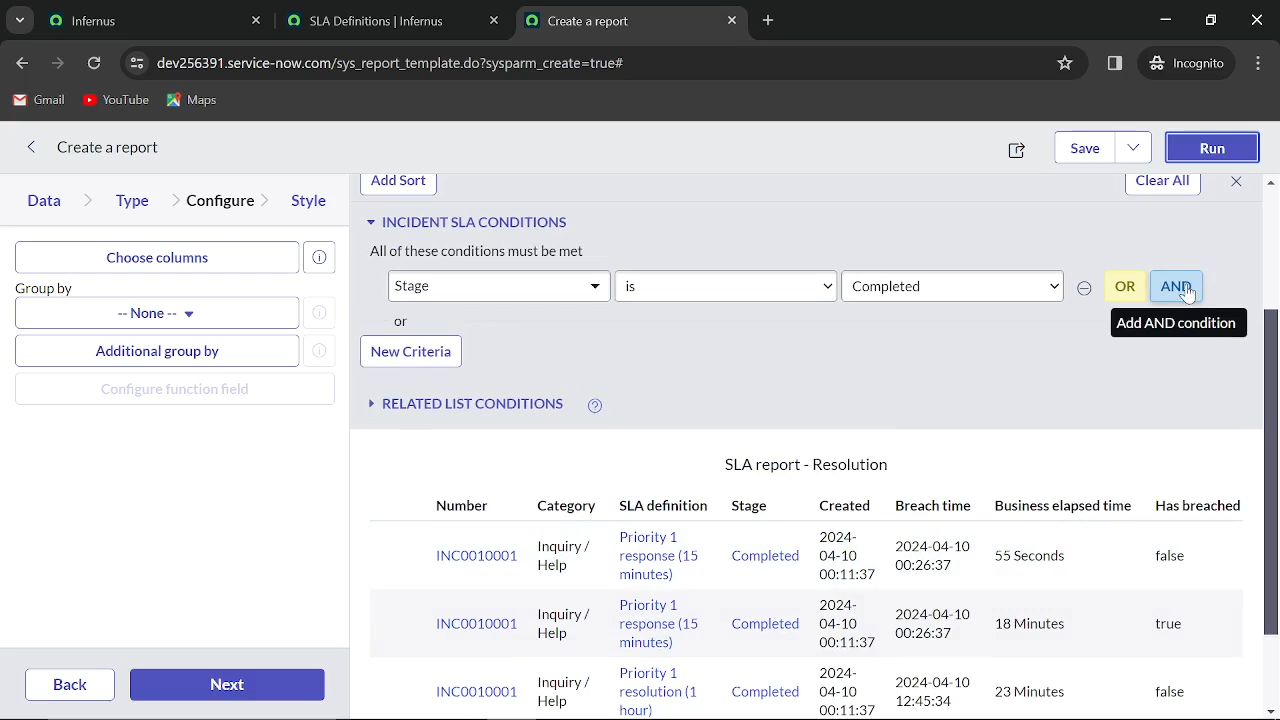 Infernus
SLA Definitions | Infernus
Create a report
dev256391.service-now.com/sys_report_template.do?sysparm_create=true#
Incognito
Gmail
YouTube
Maps
Create a report
Save
Run
Data
Type
Configure
Style
Add Sort
Clear All
Choose columns
Group by
-- None --
Additional group by
Configure function field
INCIDENT SLA CONDITIONS
All of these conditions must be met
Stage
is
Completed
OR
AND
Add AND condition
or
New Criteria
RELATED LIST CONDITIONS
SLA report - Resolution
Number Category SLA definition Stage Created Breach time Business elapsed time Has breached
INC0010001
Inquiry /
Help
Priority 1
response (15
minutes)
Completed
2024-
04-10
00:11:37
2024-04-10
00:26:37
55 Seconds
false
INC0010001
Inquiry /
Help
Priority 1
response (15
minutes)
Completed
2024-
04-10
00:11:37
2024-04-10
00:26:37
18 Minutes
true
INC0010001
Inquiry /
Help
Priority 1
resolution (1
hour)
Completed
2024-
04-10
00:11:37
2024-04-10
12:45:34
23 Minutes
false
Back
Next